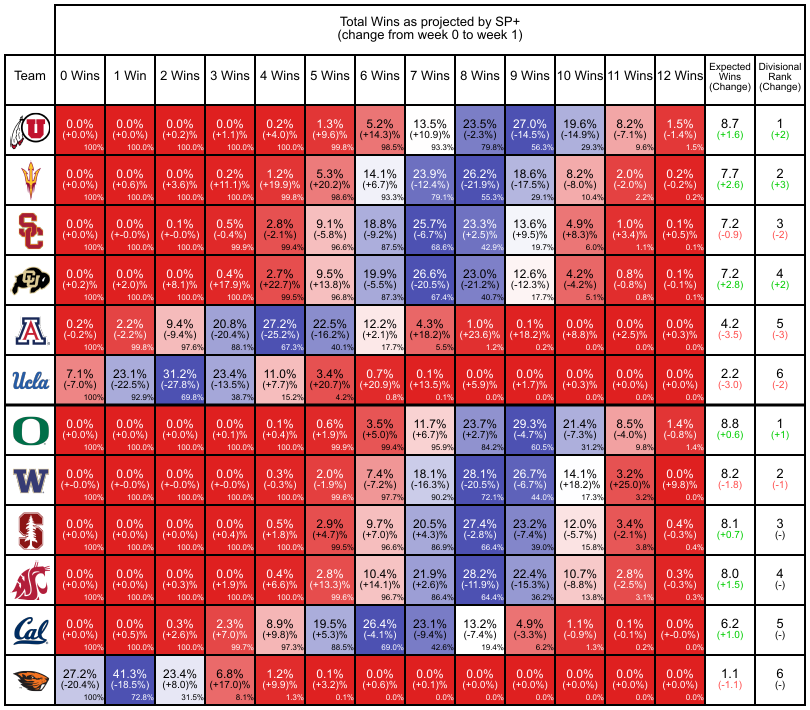 Total Wins as projected by SP+
(change from week 0 to week 1)
Team 0 Wins 1 Win 2 Wins 3 Wins 4 Wins 5 Wins 6 Wins 7 Wins 8 Wins 9 Wins 10 Wins 11 Wins 12 Wins Expected Wins (Change) Divisional Rank (Change)
U 0.0% 0.0% 0.0% 0.0% 0.2% 1.3% 5.2% 13.5% 23.5% 27.0% 19.6% 8.2% 1.5% 8.7 1
(+0.0)% (+0.0)% (+0.2)% (+1.1)% (+4.0)% (+9.6)% (+14.3)% (+10.9)% (-2.3)% (-14.5)% (-14.9)% (-7.1)% (-1.4)% (+1.6) (+2)
100% 100.0% 100.0% 100.0% 100.0% 99.8% 98.5% 93.3% 79.8% 56.3% 29.3% 9.6% 1.5%
0.0% 0.0% 0.0% 0.2% 1.2% 5.3% 14.1% 23.9% 26.2% 18.6% 8.2% 2.0% 0.2% 7.7 2
(+0.0)% (+0.6)% (+3.6)% (+11.1)% (+19.9)% (+20.2)% (+6.7)% (-12.4)% (-21.9)% (-17.5)% (-8.0)% (-2.0)% (-0.2)% (+2.6) (+3)
100% 100.0% 100.0% 100.0% 99.8% 98.6% 93.3% 79.1% 55.3% 29.1% 10.4% 2.2% 0.2%
SC 0.0% 0.0% 0.1% 0.5% 2.8% 9.1% 18.8% 25.7% 23.3% 13.6% 4.9% 1.0% 0.1% 7.2 3
(+0.0)% (+-0.0)% (+-0.0)% (-0.4)% (-2.1)% (-5.8)% (-9.2)% (-6.7)% (+2.5)% (+9.5)% (+8.3)% (+3.4)% (+0.5)% (-0.9) (-2)
100% 100.0% 100.0% 99.9% 99.4% 96.6% 87.5% 68.6% 42.9% 19.7% 6.0% 1.1% 0.1%
CU 0.0% 0.0% 0.0% 0.4% 2.7% 9.5% 19.9% 26.6% 23.0% 12.6% 4.2% 0.8% 0.1% 7.2 4
(+0.2)% (+2.0)% (+8.1)% (+17.9)% (+22.7)% (+13.8)% (-5.5)% (-20.5)% (-21.2)% (-12.3)% (-4.2)% (-0.8)% (-0.1)% (+2.8) (+2)
100% 100.0% 100.0% 100.0% 99.5% 96.8% 87.3% 67.4% 40.7% 17.7% 5.1% 0.8% 0.1%
A 0.2% 2.2% 9.4% 20.8% 27.2% 22.5% 12.2% 4.3% 1.0% 0.1% 0.0% 0.0% 0.0% 4.2 5
(-0.2)% (-2.2)% (-9.4)% (-20.4)% (-25.2)% (-16.2)% (+2.1)% (+18.2)% (+23.6)% (+18.2)% (+8.8)% (+2.5)% (+0.3)% (-3.5) (-3)
100% 99.8% 97.6% 88.1% 67.3% 40.1% 17.7% 5.5% 1.2% 0.2% 0.0% 0.0% 0.0%
Ucla 7.1% 23.1% 31.2% 23.4% 11.0% 3.4% 0.7% 0.1% 0.0% 0.0% 0.0% 0.0% 0.0% 2.2 6
(-7.0)% (-22.5)% (-27.8)% (-13.5)% (+7.7)% (+20.7)% (+20.9)% (+13.5)% (+5.9)% (+1.7)% (+0.3)% (+0.0)% (+0.0)% (-3.0) (-2)
100% 92.9% 69.8% 38.7% 15.2% 4.2% 0.8% 0.1% 0.0% 0.0% 0.0% 0.0% 0.0%
O 0.0% 0.0% 0.0% 0.0% 0.1% 0.6% 3.5% 11.7% 23.7% 29.3% 21.4% 8.5% 1.4% 8.8 1
(+0.0)% (+0.0)% (+0.0)% (+0.1)% (+0.4)% (+1.9)% (+5.0)% (+6.7)% (+2.7)% (-4.7)% (-7.3)% (-4.0)% (-0.8)% (+0.6) (+1)
100% 100.0% 100.0% 100.0% 100.0% 99.9% 99.4% 95.9% 84.2% 60.5% 31.2% 9.8% 1.4%
W 0.0% 0.0% 0.0% 0.0% 0.3% 2.0% 7.4% 18.1% 28.1% 26.7% 14.1% 3.2% 0.0% 8.2 2
(+-0.0)% (+-0.0)% (+-0.0)% (+-0.0)% (-0.3)% (-1.9)% (-7.2)% (-16.3)% (-20.5)% (-6.7)% (+18.2)% (+25.0)% (+9.8)% (-1.8) (-1)
100% 100.0% 100.0% 100.0% 100.0% 99.6% 97.7% 90.2% 72.1% 44.0% 17.3% 3.2% 0.0%
S 0.0% 0.0% 0.0% 0.0% 0.5% 2.9% 9.7% 20.5% 27.4% 23.2% 12.0% 3.4% 0.4% 8.1 3
(+0.0)% (+0.0)% (+0.0)% (+0.4)% (+1.8)% (+4.7)% (+7.0)% (+4.3)% (-2.8)% (-7.4)% (-5.7)% (-2.1)% (-0.3)% (+0.7) (-)
100% 100.0% 100.0% 100.0% 100.0% 99.5% 96.6% 86.9% 66.4% 39.0% 15.8% 3.8% 0.4%
0.0% 0.0% 0.0% 0.0% 0.4% 2.8% 10.4% 21.9% 28.2% 22.4% 10.7% 2.8% 0.3% 8.0 4
(+0.0)% (+0.0)% (+0.3)% (+1.9)% (+6.6)% (+13.3)% (+14.1)% (+2.6)% (-11.9)% (-15.3)% (-8.8)% (-2.5)% (-0.3)% (+1.5) (-)
100% 100.0% 100.0% 100.0% 100.0% 99.6% 96.7% 86.4% 64.4% 36.2% 13.8% 3.1% 0.3%
Cal 0.0% 0.0% 0.3% 2.3% 8.9% 19.5% 26.4% 23.1% 13.2% 4.9% 1.1% 0.1% 0.0% 6.2 5
(+0.0)% (+0.5)% (+2.6)% (+7.0)% (+9.8)% (+5.3)% (-4.1)% (-9.4)% (-7.4)% (-3.3)% (-0.9)% (-0.1)% (+-0.0)% (+1.0) (-)
100% 100.0% 100.0% 99.7% 97.3% 88.5% 69.0% 42.6% 19.4% 6.2% 1.3% 0.2% 0.0%
27.2% 41.3% 23.4% 6.8% 1.2% 0.1% 0.0% 0.0% 0.0% 0.0% 0.0% 0.0% 0.0% 1.1 6
(-20.4)% (-18.5)% (+8.0)% (+17.0)% (+9.9)% (+3.2)% (+0.6)% (+0.1)% (+0.0)% (+0.0)% (+0.0)% (+0.0)% (+0.0)% (-1.1) (-)
100% 72.8% 31.5% 8.1% 1.3% 0.1% 0.0% 0.0% 0.0% 0.0% 0.0% 0.0% 0.0%